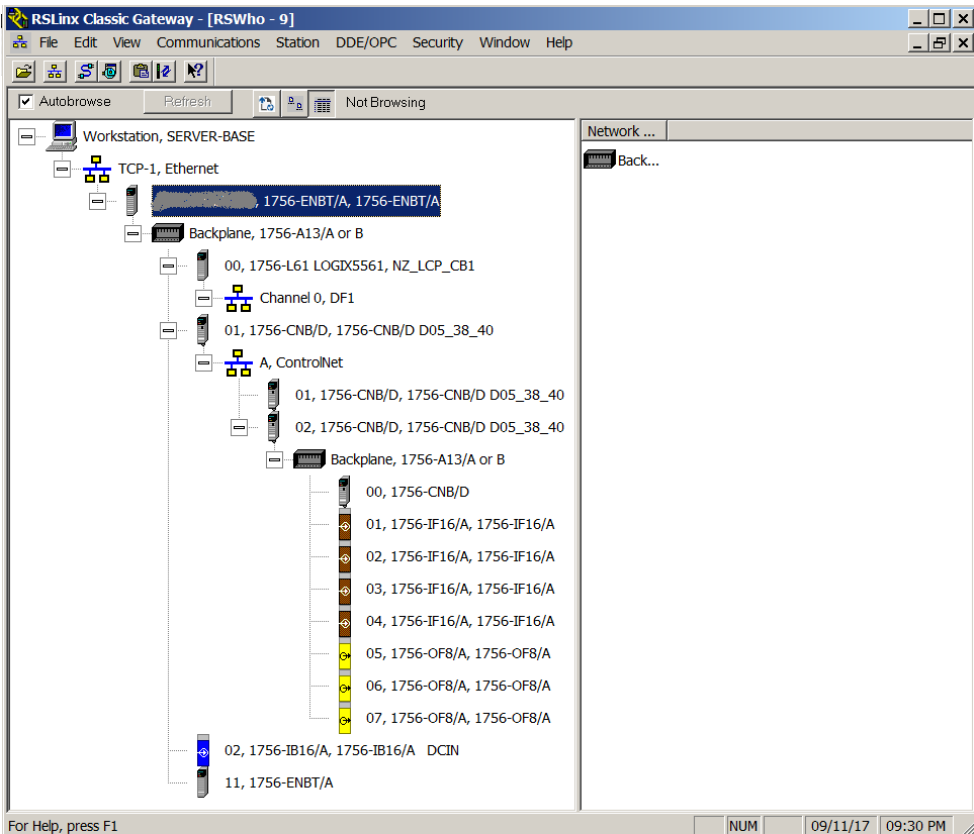 RSLinx Classic Gateway - [RSWho - 9]
File Edit View Communications Station DDE/OPC Security Window Help
Autobrowse Refresh Not Browsing
Workstation, SERVER-BASE
TCP-1, Ethernet
, 1756-ENBT/A, 1756-ENBT/A
Backplane, 1756-A13/A or B
00, 1756-L61 LOGIX5561, NZ_LCP_CB1
Channel 0, DF1
01, 1756-CNB/D, 1756-CNB/D D05_38_40
A, ControlNet
01, 1756-CNB/D, 1756-CNB/D D05_38_40
02, 1756-CNB/D, 1756-CNB/D D05_38_40
Backplane, 1756-A13/A or B
00, 1756-CNB/D
01, 1756-IF16/A, 1756-IF16/A
02, 1756-IF16/A, 1756-IF16/A
03, 1756-IF16/A, 1756-IF16/A
04, 1756-IF16/A, 1756-IF16/A
05, 1756-OF8/A, 1756-OF8/A
06, 1756-OF8/A, 1756-OF8/A
07, 1756-OF8/A, 1756-OF8/A
02, 1756-IB16/A, 1756-IB16/A DCIN
11, 1756-ENBT/A
Network ...
Back...
For Help, press F1 NUM 09/11/17 09:30 PM